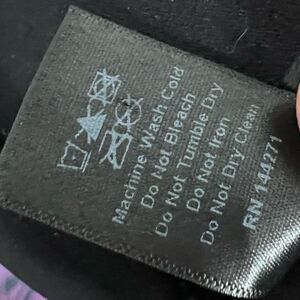 Machine Wash Cold
Do Not Bleach
Do Not Tumble Dry
Do Not Iron
Do Not Dry Clean
RN 144271